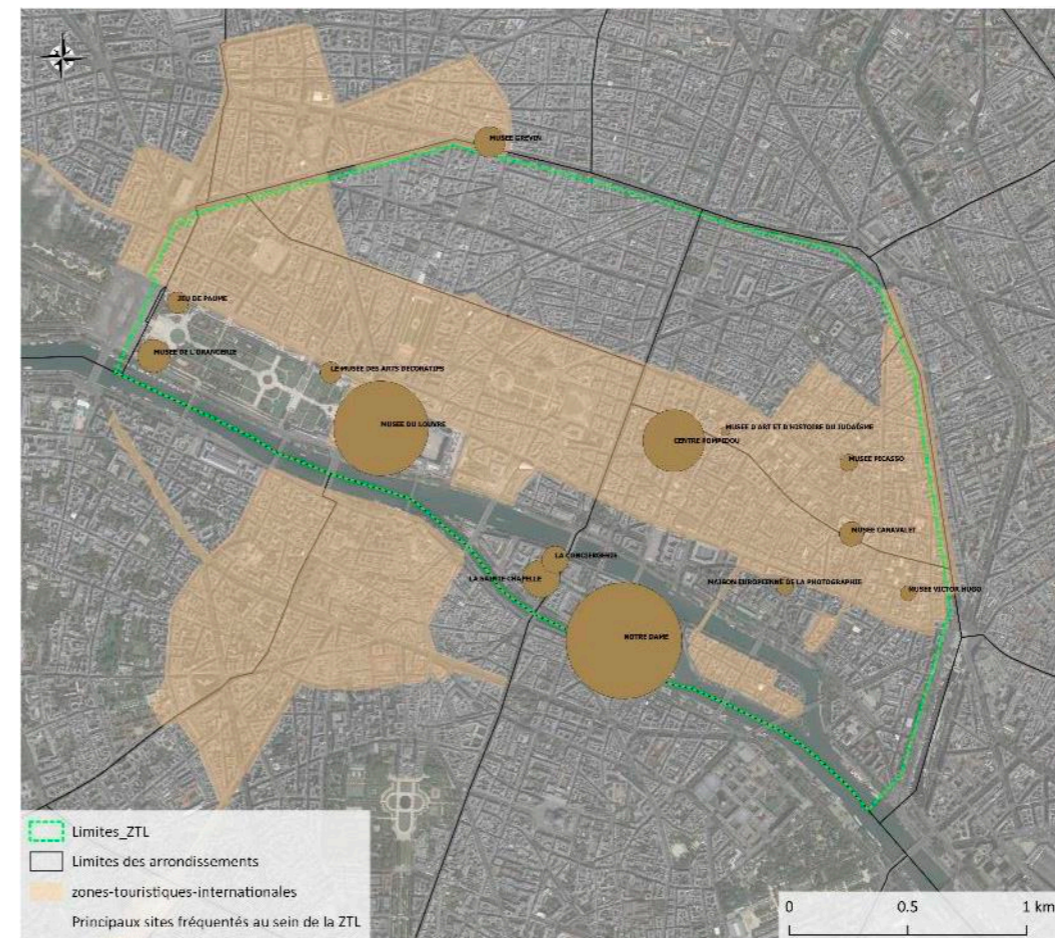 MUSEE GREVIN
JEU DE PAUME
MUSEE DE L'ORANGERIE
LE MUSEE DES ARTS DECORATIFS
MUSEE DU LOUVRE
MUSEE D'ART ET D'HISTOIRE DU JUDAÏSME
CENTRE POMPIDOU
MUSEE PICASSO
MUSEE CARAVALET
LA CONCIERGERIE
LA SAINTE CHAPELLE
MAISON EUROPEENNE DE LA PHOTOGRAPHIE
MUSEE VICTOR HUGO
NOTRE DAME
Limites_ZTL
Limites des arrondissements
zones-touristiques-internationales
Principaux sites fréquentés au sein de la ZTL
0 0.5 1 km